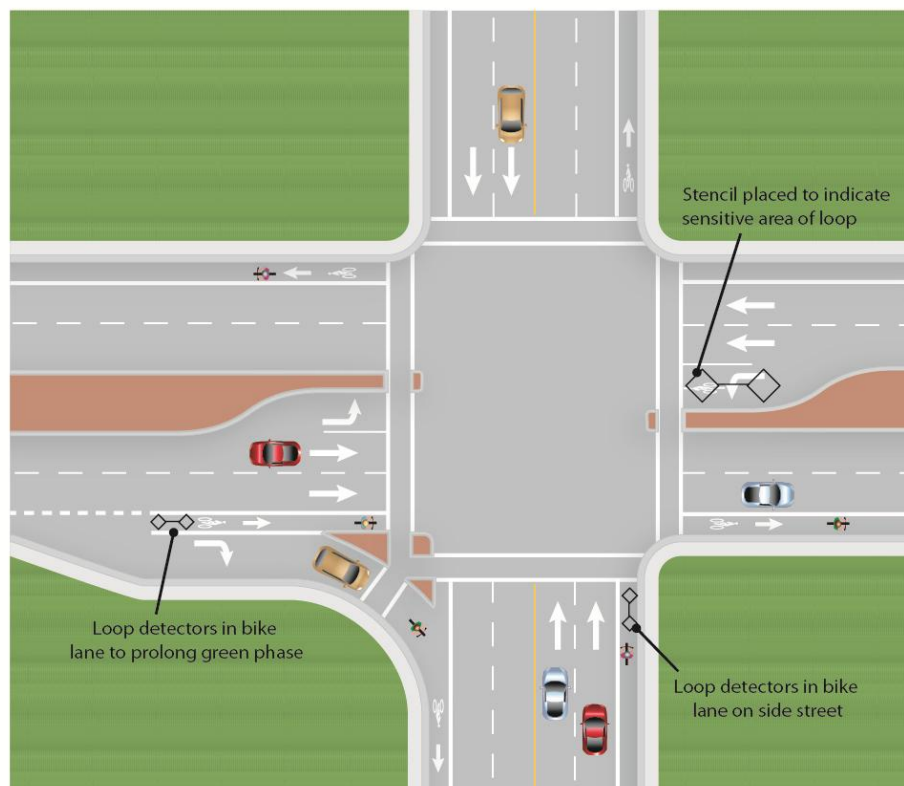 Stencil placed to indicate
sensitive area of loop
Loop detectors in bike
lane to prolong green phase
Loop detectors in bike
lane on side street